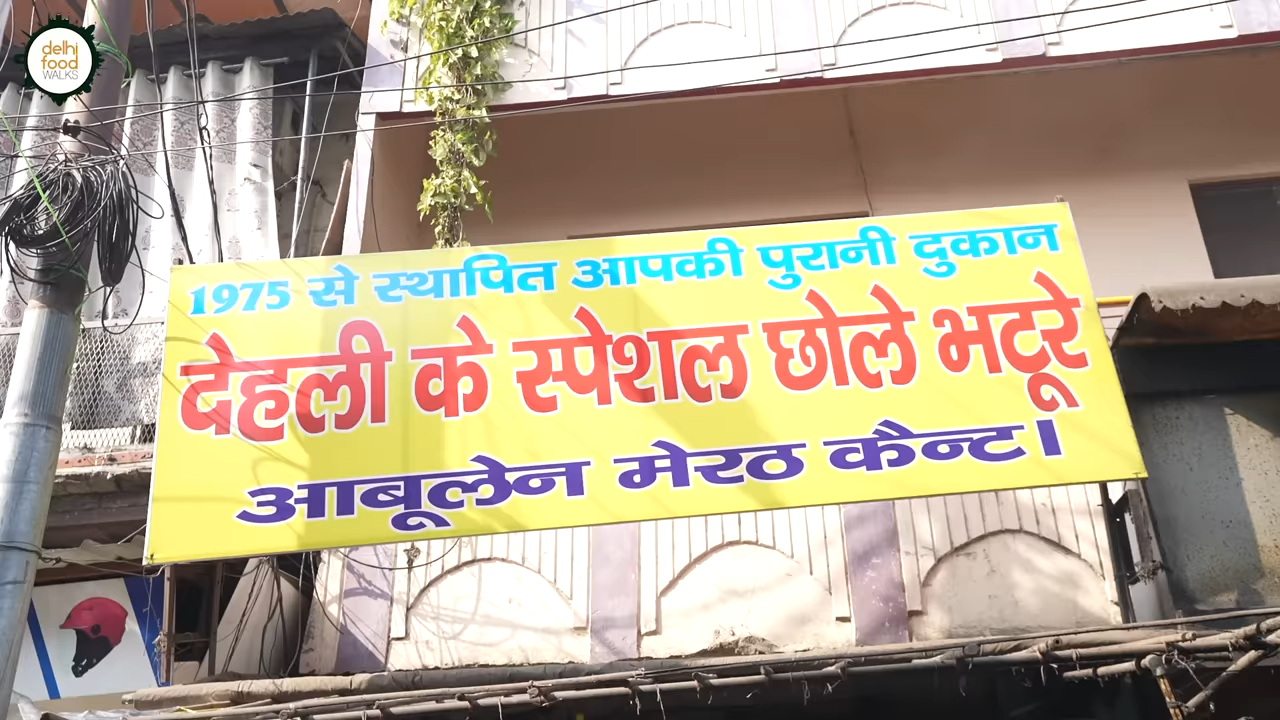 delhi
food
WALKS
1975 से स्थापित आपकी पुरानी दुकान
देहली के स्पेशल छोले भटूरे
आबूलेन मेरठ कैन्ट।